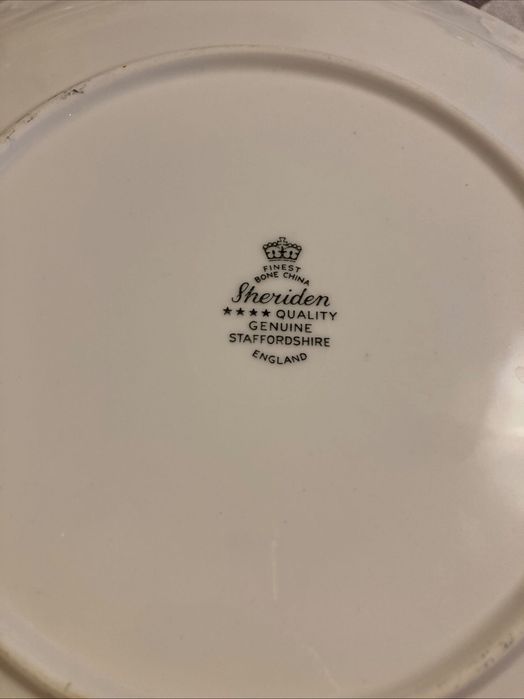 FINEST
BONE CHINA
Sheriden
★★★★ QUALITY
GENUINE
STAFFORDSHIRE
ENGLAND